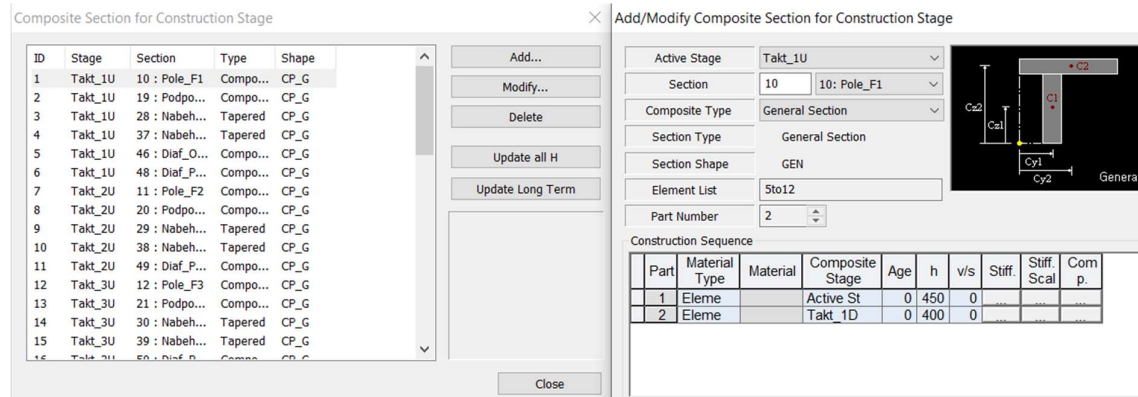 Composite Section for Construction Stage
ID Stage Section Type Shape
1 Takt_1U 10 : Pole_F1 Compo... CP_G
2 Takt_1U 19 : Podpo... Compo... CP_G
3 Takt_1U 28 : Nabeh... Tapered CP_G
4 Takt_1U 37 : Nabeh... Tapered CP_G
5 Takt_1U 46 : Diaf_O... Compo... CP_G
6 Takt_1U 48 : Diaf_P... Compo... CP_G
7 Takt_2U 11 : Pole_F2 Compo... CP_G
8 Takt_2U 20 : Podpo... Compo... CP_G
9 Takt_2U 29 : Nabeh... Tapered CP_G
10 Takt_2U 38 : Nabeh... Tapered CP_G
11 Takt_2U 49 : Diaf_P... Compo... CP_G
12 Takt_3U 12 : Pole_F3 Compo... CP_G
13 Takt_3U 21 : Podpo... Compo... CP_G
14 Takt_3U 30 : Nabeh... Tapered CP_G
15 Takt_3U 39 : Nabeh... Tapered CP_G
Add...
Modify...
Delete
Update all H
Update Long Term
Close
Add/Modify Composite Section for Construction Stage
Active Stage Takt_1U
Section 10 10: Pole_F1
Composite Type General Section
Section Type General Section
Section Shape GEN
Element List 5to12
Part Number 2
C2
C1
Cz2
Cz1
Cy1
Cy2
General
Construction Sequence
Part Material Type Material Composite Stage Age h v/s Stiff. Stiff. Scal Com p.
1 Eleme Active St 0 450 0 ... ... ...
2 Eleme Takt_1D 0 400 0 ... ... ...